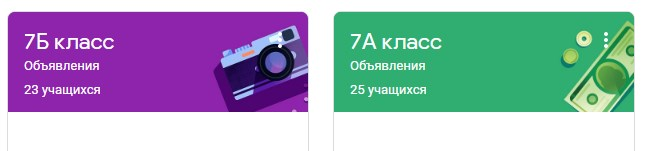 7Б класс
Объявления
23 учащихся
7А класс
Объявления
25 учащихся